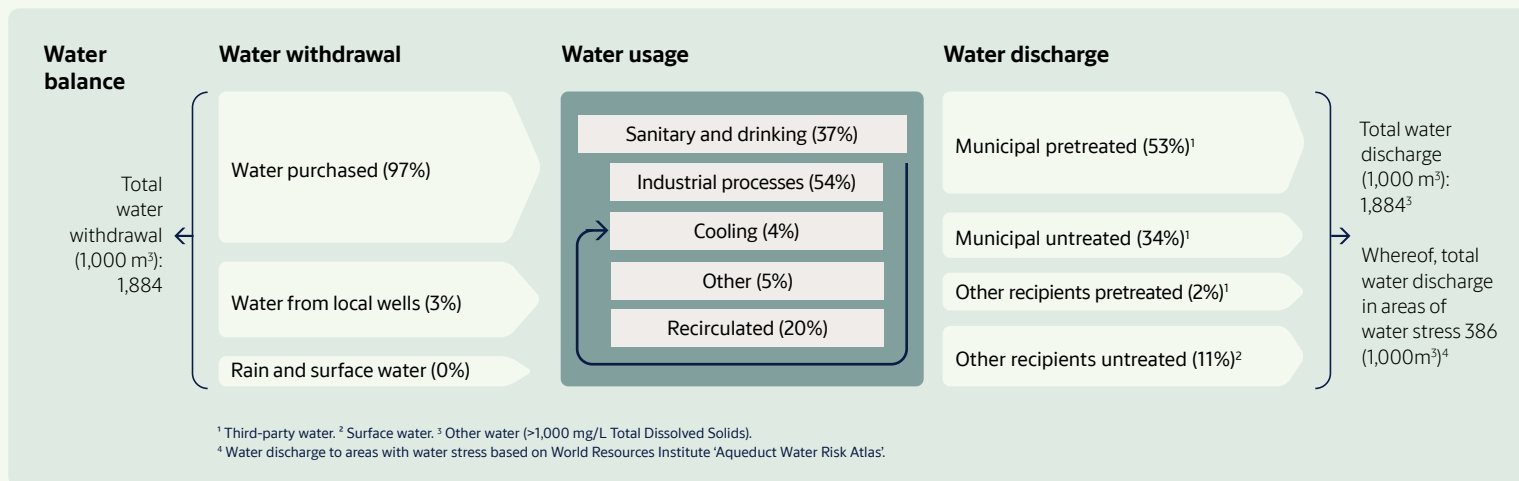 Water
balance
Water withdrawal
Water usage
Water discharge
Total
water
withdrawal
(1,000 m³):
1,884
Water purchased (97%)
Water from local wells (3%)
Rain and surface water (0%)
Sanitary and drinking (37%)
Industrial processes (54%)
Cooling (4%)
Other (5%)
Recirculated (20%)
Municipal pretreated (53%)¹
Municipal untreated (34%)¹
Other recipients pretreated (2%)¹
Other recipients untreated (11%)²
Total water
discharge
(1,000 m³):
1,884³
Whereof, total
water discharge
in areas of
water stress 386
(1,000m³)⁴
¹ Third-party water. ² Surface water. ³ Other water (>1,000 mg/L Total Dissolved Solids).
⁴ Water discharge to areas with water stress based on World Resources Institute ‘Aqueduct Water Risk Atlas’.